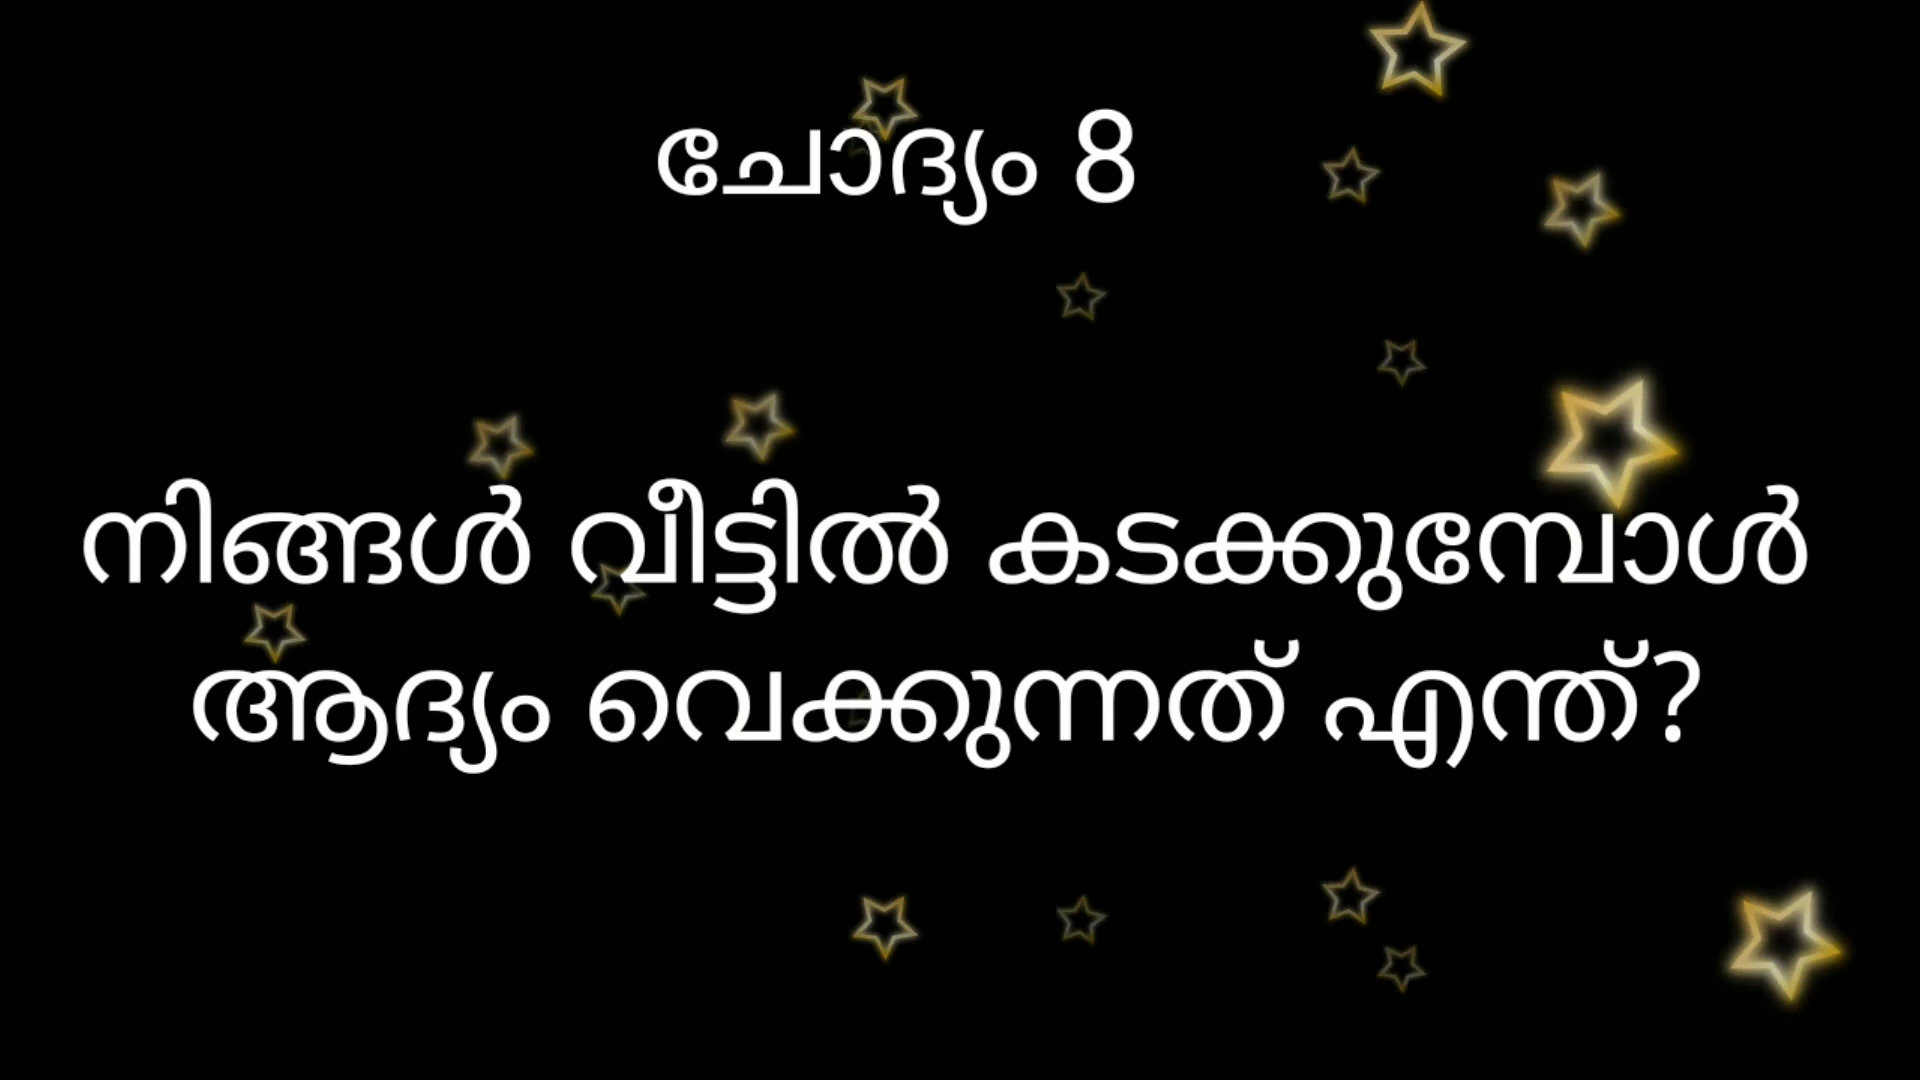 ചോദ്യം 8
നിങ്ങൾ വീട്ടിൽ കടക്കുമ്പോൾ
ആദ്യം വെക്കുന്നത് എന്ത്?